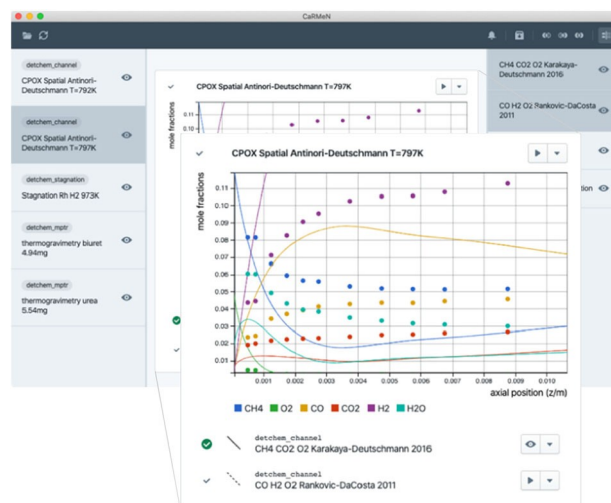 CaRMeN
detchem_channel
CPOX Spatial Antinori-
Deutschmann T=792K
detchem_channel
CPOX Spatial Antinori-
Deutschmann T=797K
detchem_stagnation
Stagnation Rh H2 973K
detchem_mptr
thermogravimetry biuret
4.94mg
detchem_mptr
thermogravimetry urea
5.54mg
CPOX Spatial Antinori-Deutschmann T=797K
mole fractions
0.11
0.10
CH4 CO2 O2 Karakaya-
Deutschmann 2016
CO H2 O2 Rankovic-DaCosta
2011
CPOX Spatial Antinori-Deutschmann T=797K
mole fractions
0.11
0.10
0.09
0.08
0.07
0.06
0.05
0.04
0.03
0.02
0.01
0.001 0.002 0.003 0.004 0.005 0.006 0.007 0.008 0.009 0.010
axial position (z/m)
CH4 O2 CO CO2 H2 H2O
detchem_channel
CH4 CO2 O2 Karakaya-Deutschmann 2016
detchem_channel
CO H2 O2 Rankovic-DaCosta 2011